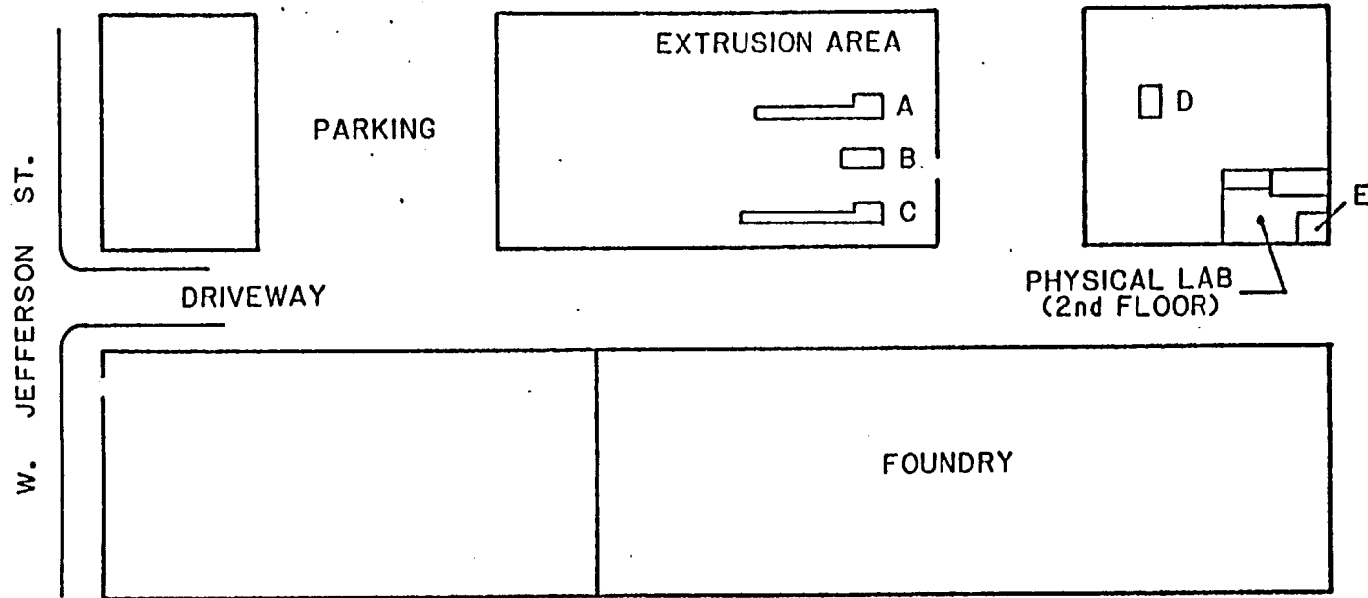 EXTRUSION AREA
A
PARKING
B
C
D
E
W. JEFFERSON ST.
DRIVEWAY
PHYSICAL LAB
(2nd FLOOR)
FOUNDRY